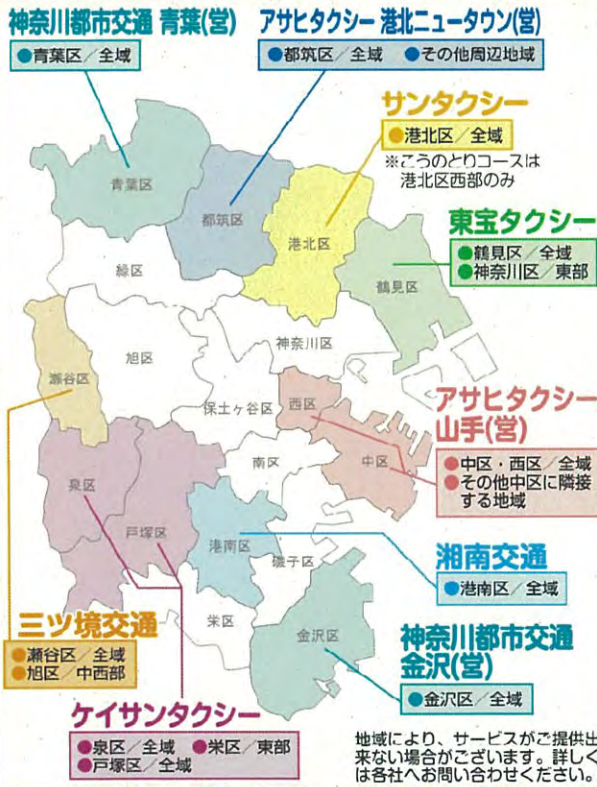 神奈川都市交通 青葉(営)
●青葉区／全域
アサヒタクシー 港北ニュータウン(営)
●都筑区／全域 ●その他周辺地域
サンタクシー
●港北区／全域
※こうのとりコースは
港北区西部のみ
東宝タクシー
●鶴見区／全域
●神奈川区／東部
青葉区
都筑区
港北区
鶴見区
緑区
神奈川区
旭区
瀬谷区
保土ヶ谷区
西区
中区
南区
泉区
戸塚区
港南区
磯子区
栄区
金沢区
アサヒタクシー
山手(営)
●中区・西区／全域
●その他中区に隣接
する地域
湘南交通
●港南区／全域
三ツ境交通
●瀬谷区／全域
●旭区／中西部
神奈川都市交通
金沢(営)
●金沢区／全域
ケイサンタクシー
●泉区／全域 ●栄区／東部
●戸塚区／全域
地域により、サービスがご提供出
来ない場合がございます。詳しく
は各社へお問い合わせください。